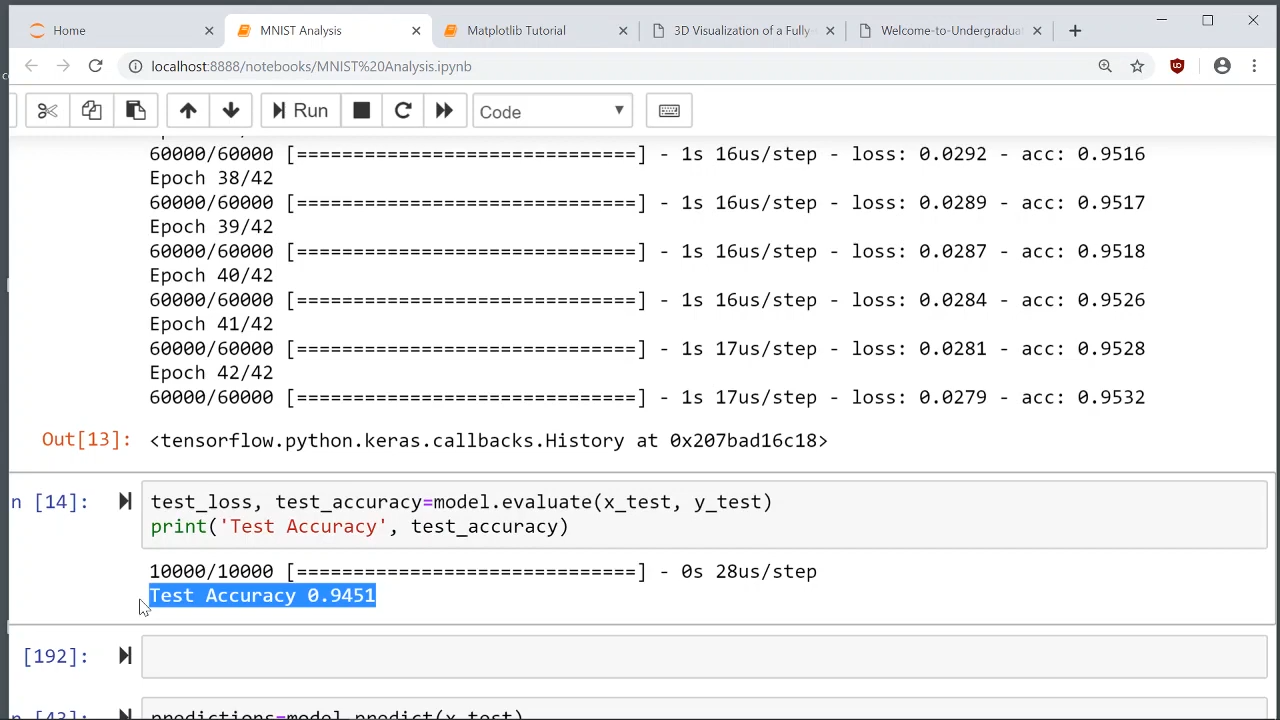 Home
MNIST Analysis
Matplotlib Tutorial
3D Visualization of a Fully
Welcome-to-Undergradua
localhost:8888/notebooks/MNIST%20Analysis.ipynb
Run
Code
60000/60000 [==============================] - 1s 16us/step - loss: 0.0292 - acc: 0.9516
Epoch 38/42
60000/60000 [==============================] - 1s 16us/step - loss: 0.0289 - acc: 0.9517
Epoch 39/42
60000/60000 [==============================] - 1s 16us/step - loss: 0.0287 - acc: 0.9518
Epoch 40/42
60000/60000 [==============================] - 1s 16us/step - loss: 0.0284 - acc: 0.9526
Epoch 41/42
60000/60000 [==============================] - 1s 17us/step - loss: 0.0281 - acc: 0.9528
Epoch 42/42
60000/60000 [==============================] - 1s 17us/step - loss: 0.0279 - acc: 0.9532
Out[13]: <tensorflow.python.keras.callbacks.History at 0x207bad16c18>
n [14]: test_loss, test_accuracy=model.evaluate(x_test, y_test)
print('Test Accuracy', test_accuracy)
10000/10000 [==============================] - 0s 28us/step
Test Accuracy 0.9451
[192]:
n [43]: predictions=model.predict(x_test)